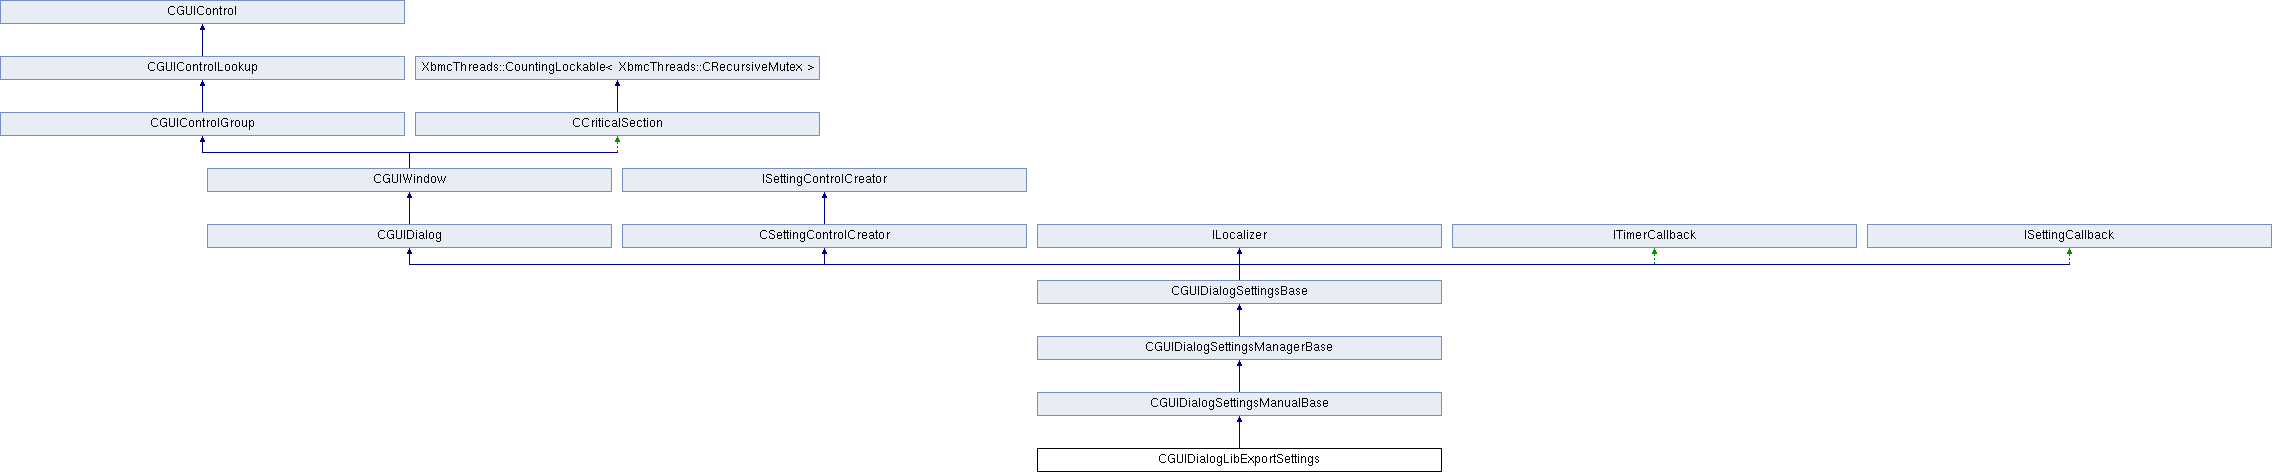 CGUIControl
CGUIControlLookup
XbmcThreads::CountingLockable< XbmcThreads::CRecursiveMutex >
CGUIControlGroup
CCriticalSection
CGUIWindow
ISettingControlCreator
CGUIDialog
CSettingControlCreator
ILocalizer
ITimerCallback
ISettingCallback
CGUIDialogSettingsBase
CGUIDialogSettingsManagerBase
CGUIDialogSettingsManualBase
CGUIDialogLibExportSettings